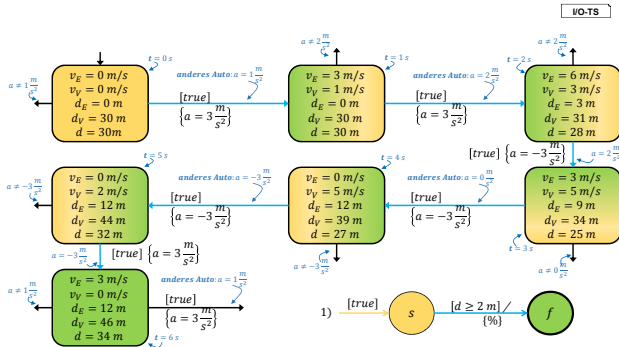 I/O-TS
t = 0 s
a ≠ 1 m/s²
v_E = 0 m/s
v_V = 0 m/s
d_E = 0 m
d_V = 30 m
d = 30m
anderes Auto: a = 1 m/s²
[true]
{a = 3 m/s²}
a ≠ 2 m/s²
t = 1 s
v_E = 3 m/s
v_V = 1 m/s
d_E = 0 m
d_V = 30 m
d = 30 m
anderes Auto: a = 2 m/s²
[true]
{a = 3 m/s²}
a ≠ 2 m/s²
t = 2 s
v_E = 6 m/s
v_V = 3 m/s
d_E = 3 m
d_V = 31 m
d = 28 m
[true] {a = −3 m/s²}
a = 2 m/s²
v_E = 3 m/s
v_V = 5 m/s
d_E = 9 m
d_V = 34 m
d = 25 m
t = 3 s
a ≠ 0 m/s²
anderes Auto: a = 0 m/s²
[true]
{a = −3 m/s²}
t = 4 s
v_E = 0 m/s
v_V = 5 m/s
d_E = 12 m
d_V = 39 m
d = 27 m
a ≠ −3 m/s²
anderes Auto: a = −3 m/s²
[true]
{a = −3 m/s²}
t = 5 s
a ≠ −3 m/s²
v_E = 0 m/s
v_V = 2 m/s
d_E = 12 m
d_V = 44 m
d = 32 m
a = −3 m/s²
[true] {a = 3 m/s²}
a ≠ 1 m/s²
v_E = 3 m/s
v_V = 0 m/s
d_E = 12 m
d_V = 46 m
d = 34 m
t = 6 s
anderes Auto: a = 1 m/s²
[true]
{a = 3 m/s²}
1)
[true]
s
[d ≥ 2 m] /
{%}
f